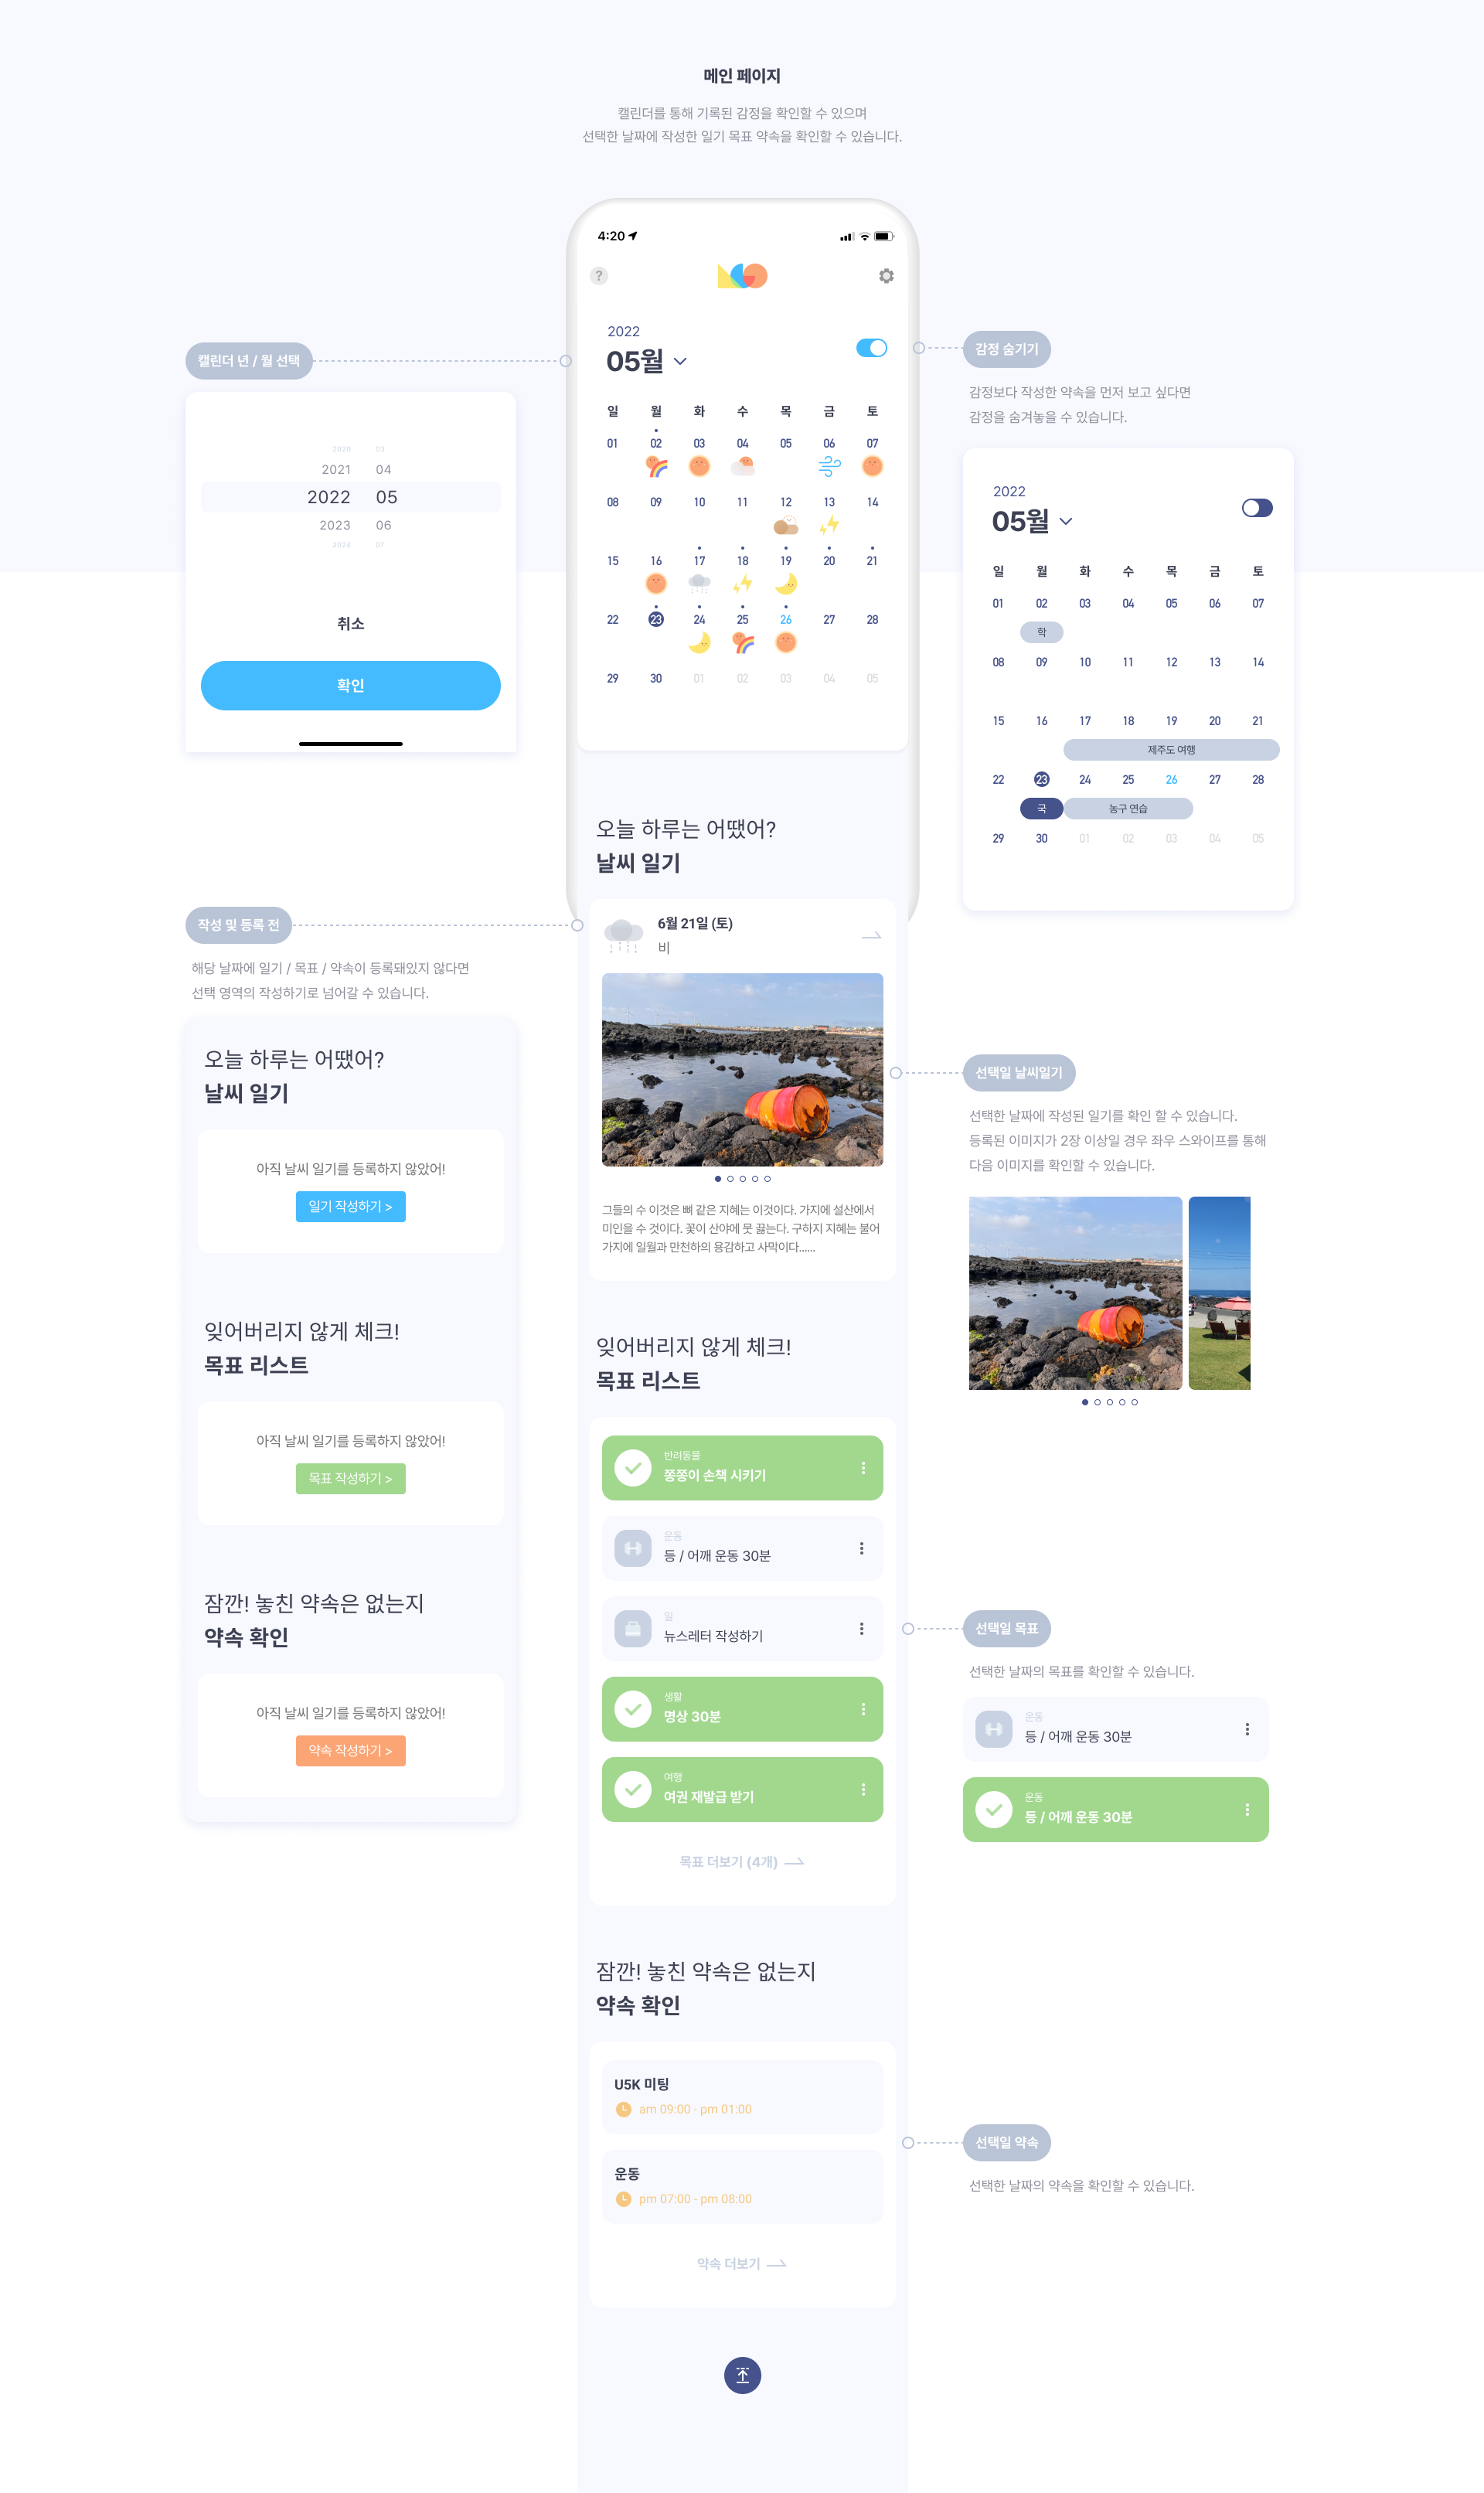 메인 페이지
캘린더를 통해 기록된 감정을 확인할 수 있으며
선택한 날짜에 작성한 일기 목표 약속을 확인할 수 있습니다.
4:20
?
2022
05월
일 월 화 수 목 금 토
01 02 03 04 05 06 07
08 09 10 11 12 13 14
15 16 17 18 19 20 21
22 23 24 25 26 27 28
29 30 01 02 03 04 05
캘린더 년 / 월 선택
2020 03
2021 04
2022 05
2023 06
2024 07
취소
확인
감정 숨기기
감정보다 작성한 약속을 먼저 보고 싶다면
감정을 숨겨놓을 수 있습니다.
2022
05월
일 월 화 수 목 금 토
01 02 03 04 05 06 07
학
08 09 10 11 12 13 14
15 16 17 18 19 20 21
제주도 여행
22 23 24 25 26 27 28
국 농구 연습
29 30 01 02 03 04 05
오늘 하루는 어땠어?
날씨 일기
6월 21일 (토)
비
그들의 수 이것은 뼈 같은 지혜는 이것이다. 가지에 설산에서
미인을 수 것이다. 꽃이 산야에 뭇 끓는다. 구하지 지혜는 불어
가지에 일월과 만천하의 용감하고 사막이다......
작성 및 등록 전
해당 날짜에 일기 / 목표 / 약속이 등록돼있지 않다면
선택 영역의 작성하기로 넘어갈 수 있습니다.
오늘 하루는 어땠어?
날씨 일기
아직 날씨 일기를 등록하지 않았어!
일기 작성하기 >
잊어버리지 않게 체크!
목표 리스트
아직 날씨 일기를 등록하지 않았어!
목표 작성하기 >
잠깐! 놓친 약속은 없는지
약속 확인
아직 날씨 일기를 등록하지 않았어!
약속 작성하기 >
선택일 날씨일기
선택한 날짜에 작성된 일기를 확인 할 수 있습니다.
등록된 이미지가 2장 이상일 경우 좌우 스와이프를 통해
다음 이미지를 확인할 수 있습니다.
잊어버리지 않게 체크!
목표 리스트
반려동물
쫑쫑이 손책 시키기
운동
등 / 어깨 운동 30분
일
뉴스레터 작성하기
생활
명상 30분
여행
여권 재발급 받기
목표 더보기 (4개)
선택일 목표
선택한 날짜의 목표를 확인할 수 있습니다.
운동
등 / 어깨 운동 30분
운동
등 / 어깨 운동 30분
잠깐! 놓친 약속은 없는지
약속 확인
U5K 미팅
am 09:00 - pm 01:00
운동
pm 07:00 - pm 08:00
약속 더보기
선택일 약속
선택한 날짜의 약속을 확인할 수 있습니다.